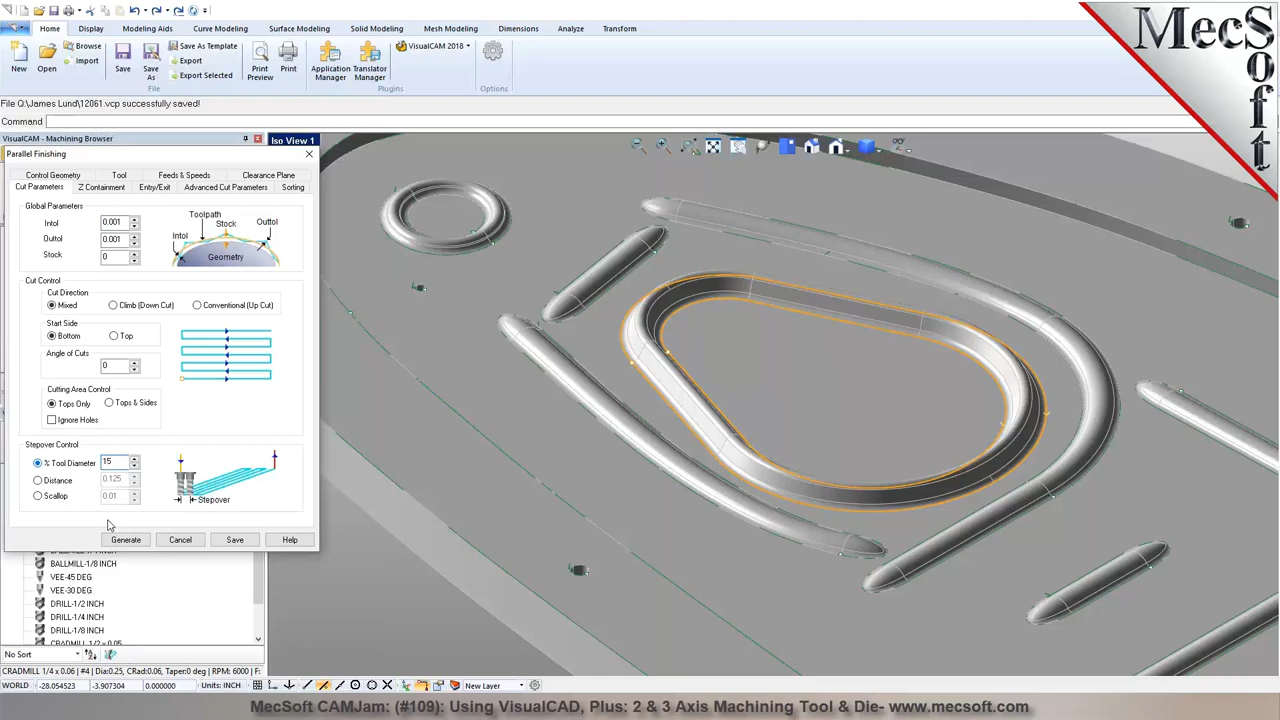 Home Display Modeling Aids Curve Modeling Surface Modeling Solid Modeling Mesh Modeling Dimensions Analyze Transform
New Open Browse Import Save Save As Save As Template Export Export Selected Print Preview Print Application Manager Translator Manager VisualCAM 2018
File Plugins Options
File Q:\James Lund\12061.vcp successfully saved!
Command
VisualCAM - Machining Browser
Iso View 1
Parallel Finishing
Control Geometry Tool Feeds & Speeds Clearance Plane
Cut Parameters Z Containment Entry/Exit Advanced Cut Parameters Sorting
Global Parameters
Intol 0.001
Outtol 0.001
Stock 0
Toolpath
Stock
Outtol
Intol
Geometry
Cut Control
Cut Direction
Mixed Climb (Down Cut) Conventional (Up Cut)
Start Side
Bottom Top
Angle of Cuts
0
Cutting Area Control
Tops Only Tops & Sides
Ignore Holes
Stepover Control
% Tool Diameter 15
Distance 0.125
Scallop 0.01
Stepover
Generate Cancel Save Help
BALLMILL-1/8 INCH
VEE-45 DEG
VEE-30 DEG
DRILL-1/2 INCH
DRILL-1/4 INCH
DRILL-1/8 INCH
CRADMILL 1/2 x 0.05
No Sort
CRADMILL 1/4 x 0.06 | #4 | Dia:0.25, CRad:0.06, Taper:0 deg | RPM: 6000 | F:
WORLD -28.054523 -3.907304 0.000000 Units: INCH New Layer
MecSoft
MecSoft CAMJam: (#109): Using VisualCAD, Plus: 2 & 3 Axis Machining Tool & Die- www.mecsoft.com